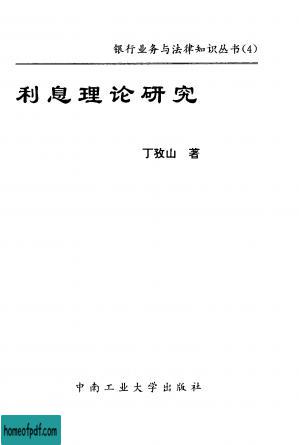 银行业务与法律知识丛书(4)
利息理论研究
丁孜山 著
中南工业大学出版社
homeofpdf.com